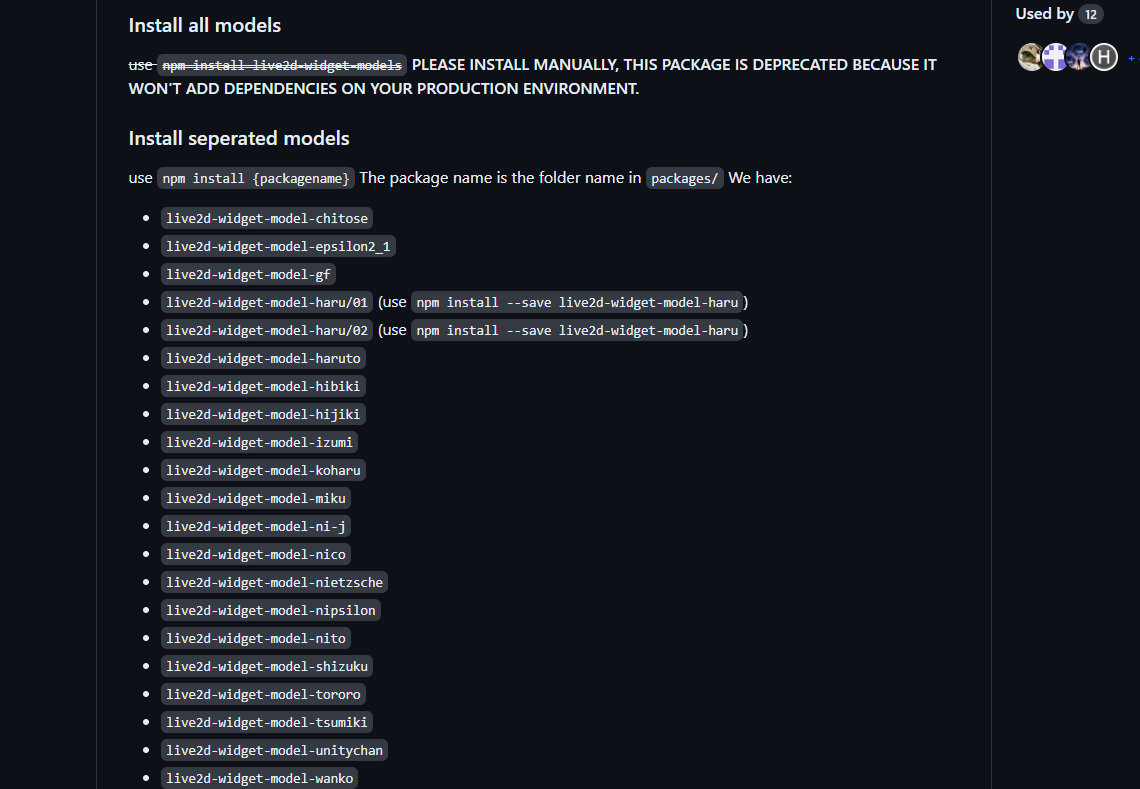 Install all models
Used by 12
use npm install live2d-widget-models PLEASE INSTALL MANUALLY, THIS PACKAGE IS DEPRECATED BECAUSE IT
WON'T ADD DEPENDENCIES ON YOUR PRODUCTION ENVIRONMENT.
H
+
Install seperated models
use npm install {packagename} The package name is the folder name in packages/ We have:
live2d-widget-model-chitose
live2d-widget-model-epsilon2_1
live2d-widget-model-gf
live2d-widget-model-haru/01 (use npm install --save live2d-widget-model-haru)
live2d-widget-model-haru/02 (use npm install --save live2d-widget-model-haru)
live2d-widget-model-haruto
live2d-widget-model-hibiki
live2d-widget-model-hijiki
live2d-widget-model-izumi
live2d-widget-model-koharu
live2d-widget-model-miku
live2d-widget-model-ni-j
live2d-widget-model-nico
live2d-widget-model-nietzsche
live2d-widget-model-nipsilon
live2d-widget-model-nito
live2d-widget-model-shizuku
live2d-widget-model-tororo
live2d-widget-model-tsumiki
live2d-widget-model-unitychan
live2d-widget-model-wanko